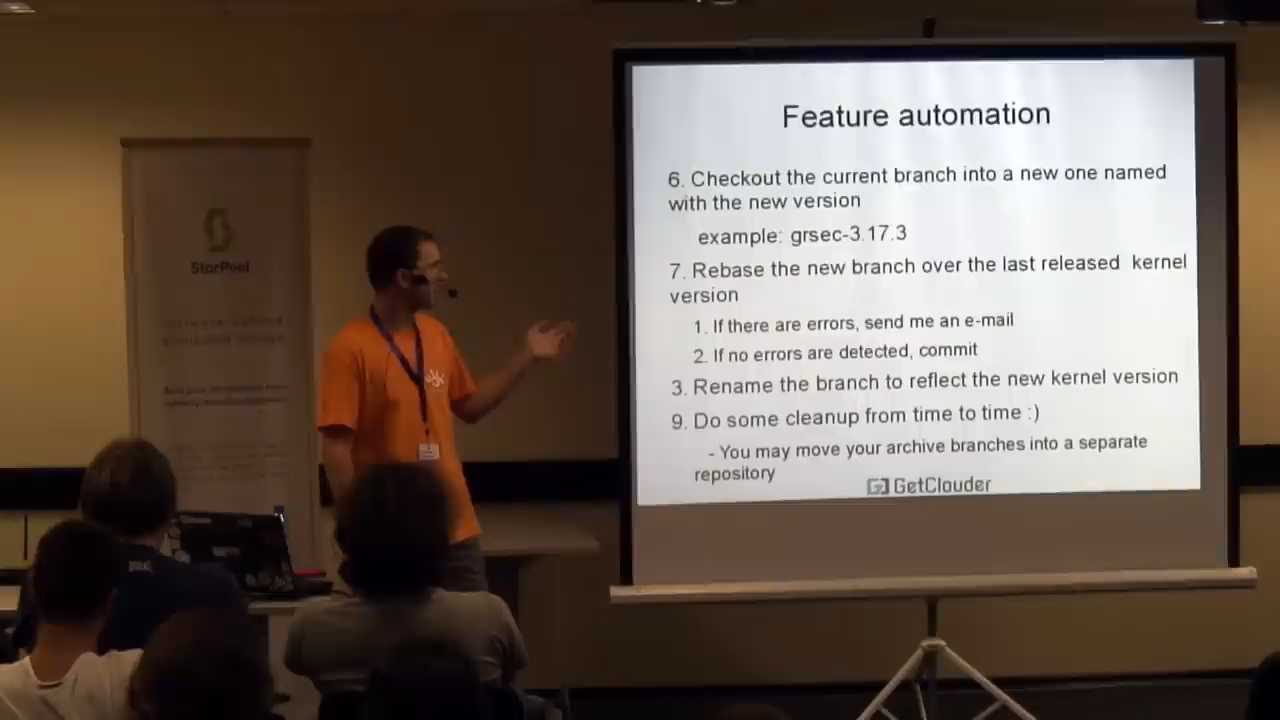 Feature automation
6. Checkout the current branch into a new one named
with the new version
example: grsec-3.17.3
7. Rebase the new branch over the last released kernel
version
1. If there are errors, send me an e-mail
2. If no errors are detected, commit
3. Rename the branch to reflect the new kernel version
9. Do some cleanup from time to time :)
- You may move your archive branches into a separate
repository
GetClouder
StorPool